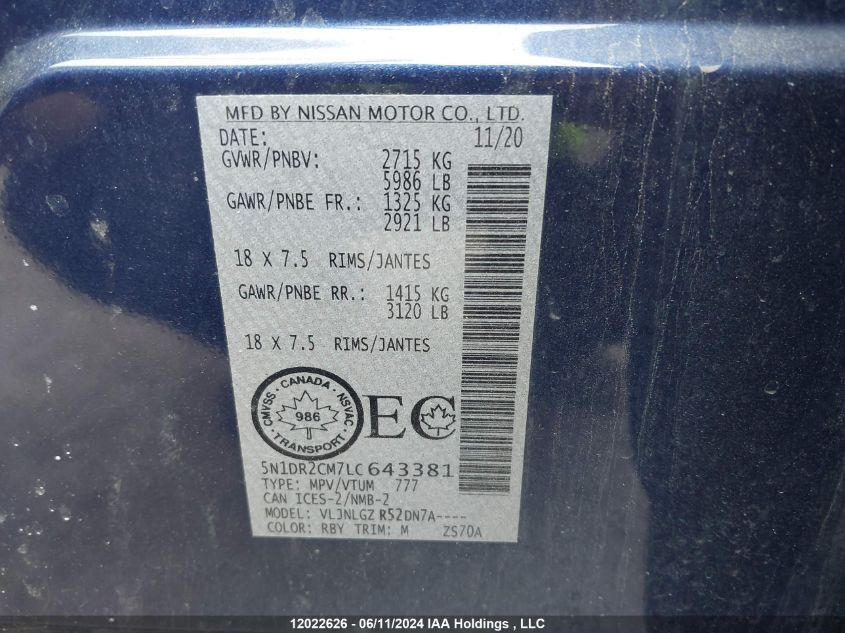 MFD BY NISSAN MOTOR CO., LTD.
DATE: 11/20
GVWR/PNBV: 2715 KG
5986 LB
GAWR/PNBE FR.: 1325 KG
2921 LB
18 X 7.5 RIMS/JANTES
GAWR/PNBE RR.: 1415 KG
3120 LB
18 X 7.5 RIMS/JANTES
CMVSS · CANADA · NSVAC · TRANSPORT ·
986
EC
5N1DR2CM7LC643381
TYPE: MPV/VTUM 777
CAN ICES-2/NMB-2
MODEL: VLJNLGZ R52DN7A----
COLOR: RBY TRIM: M ZS70A
12022626 - 06/11/2024 IAA Holdings , LLC